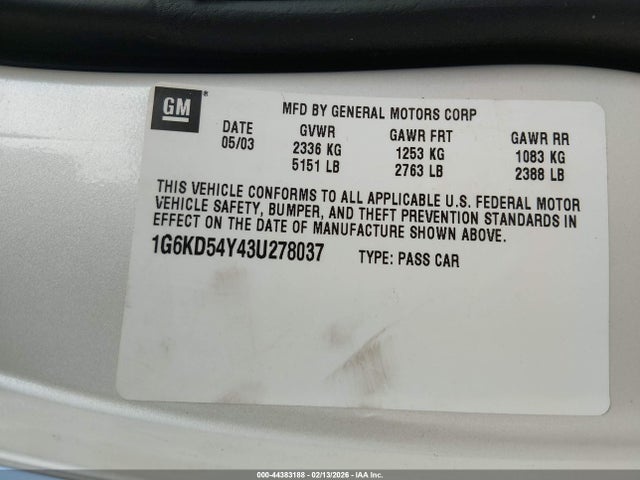 GM
MFD BY GENERAL MOTORS CORP
DATE GVWR GAWR FRT GAWR RR
05/03 2336 KG 1253 KG 1083 KG
5151 LB 2763 LB 2388 LB
THIS VEHICLE CONFORMS TO ALL APPLICABLE U.S. FEDERAL MOTOR
VEHICLE SAFETY, BUMPER, AND THEFT PREVENTION STANDARDS IN
EFFECT ON THE DATE OF MANUFACTURE SHOWN ABOVE.
1G6KD54Y43U278037 TYPE: PASS CAR
000-44383188 - 02/13/2026 - IAA Inc.